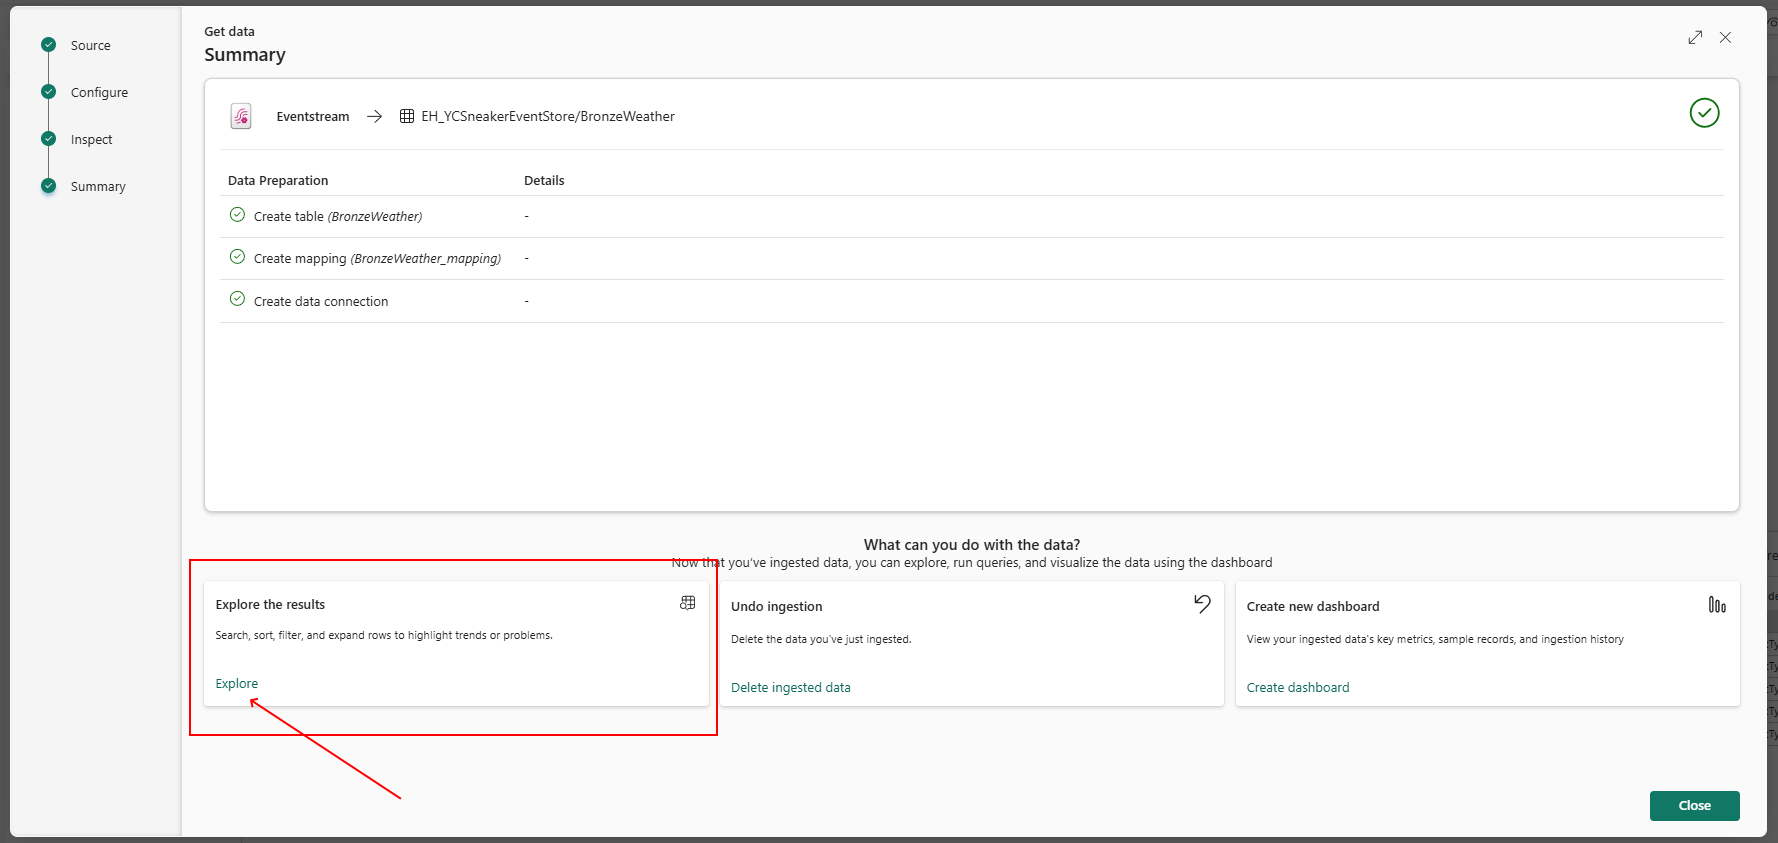 Source
Configure
Inspect
Summary
Get data
Summary
Eventstream → EH_YCSneakerEventStore/BronzeWeather
Data Preparation Details
Create table (BronzeWeather) -
Create mapping (BronzeWeather_mapping) -
Create data connection -
What can you do with the data?
Now that you've ingested data, you can explore, run queries, and visualize the data using the dashboard
Explore the results
Search, sort, filter, and expand rows to highlight trends or problems.
Explore
Undo ingestion
Delete the data you've just ingested.
Delete ingested data
Create new dashboard
View your ingested data's key metrics, sample records, and ingestion history
Create dashboard
Close